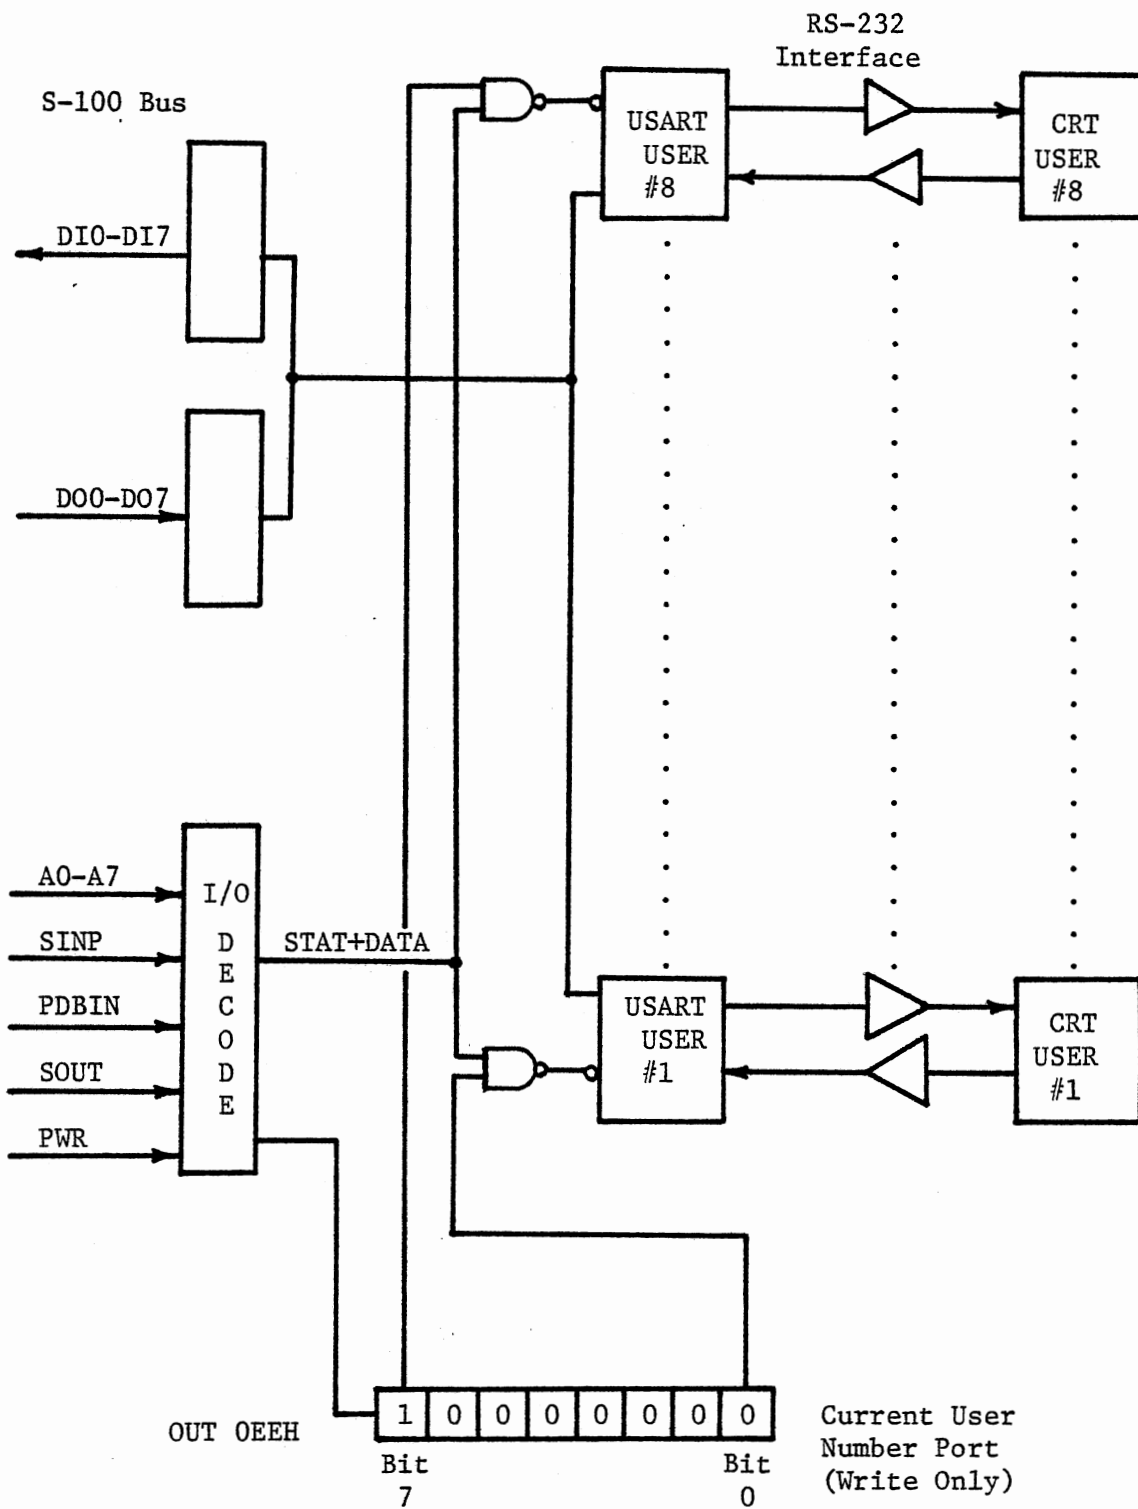 RS-232
Interface
S-100 Bus
USART
USER
#8
CRT
USER
#8
DI0-DI7
DO0-DO7
A0-A7
SINP
PDBIN
SOUT
PWR
I/O
D
E
C
O
D
E
STAT+DATA
USART
USER
#1
CRT
USER
#1
OUT OEEH
1 0 0 0 0 0 0 0
Bit
7
Bit
0
Current User
Number Port
(Write Only)